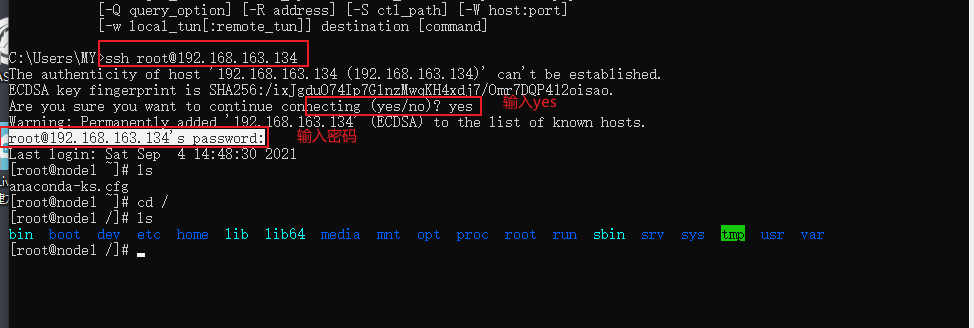 [-Q query_option] [-R address] [-S ctl_path] [-W host:port]
[-w local_tun[:remote_tun]] destination [command]
C:\Users\MY>ssh root@192.168.163.134
The authenticity of host '192.168.163.134 (192.168.163.134)' can't be established.
ECDSA key fingerprint is SHA256:/ixJgduO74Ip7GlnzMwqKH4xdj7/Omr7DQP412oisao.
Are you sure you want to continue connecting (yes/no)? yes 输入yes
Warning: Permanently added '192.168.163.134' (ECDSA) to the list of known hosts.
root@192.168.163.134's password: 输入密码
Last login: Sat Sep  4 14:48:30 2021
[root@node1 ~]# ls
anaconda-ks.cfg
[root@node1 ~]# cd /
[root@node1 /]# ls
bin boot dev etc home lib lib64 media mnt opt proc root run sbin srv sys tmp usr var
[root@node1 /]#